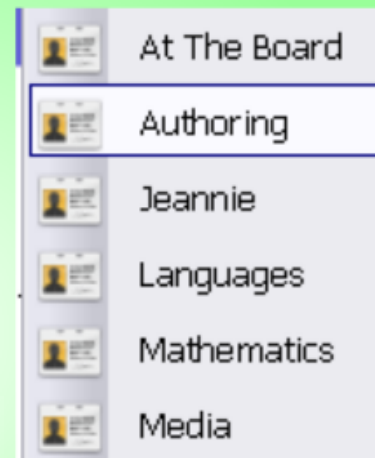 At The Board
Authoring
Jeannie
Languages
Mathematics
Media